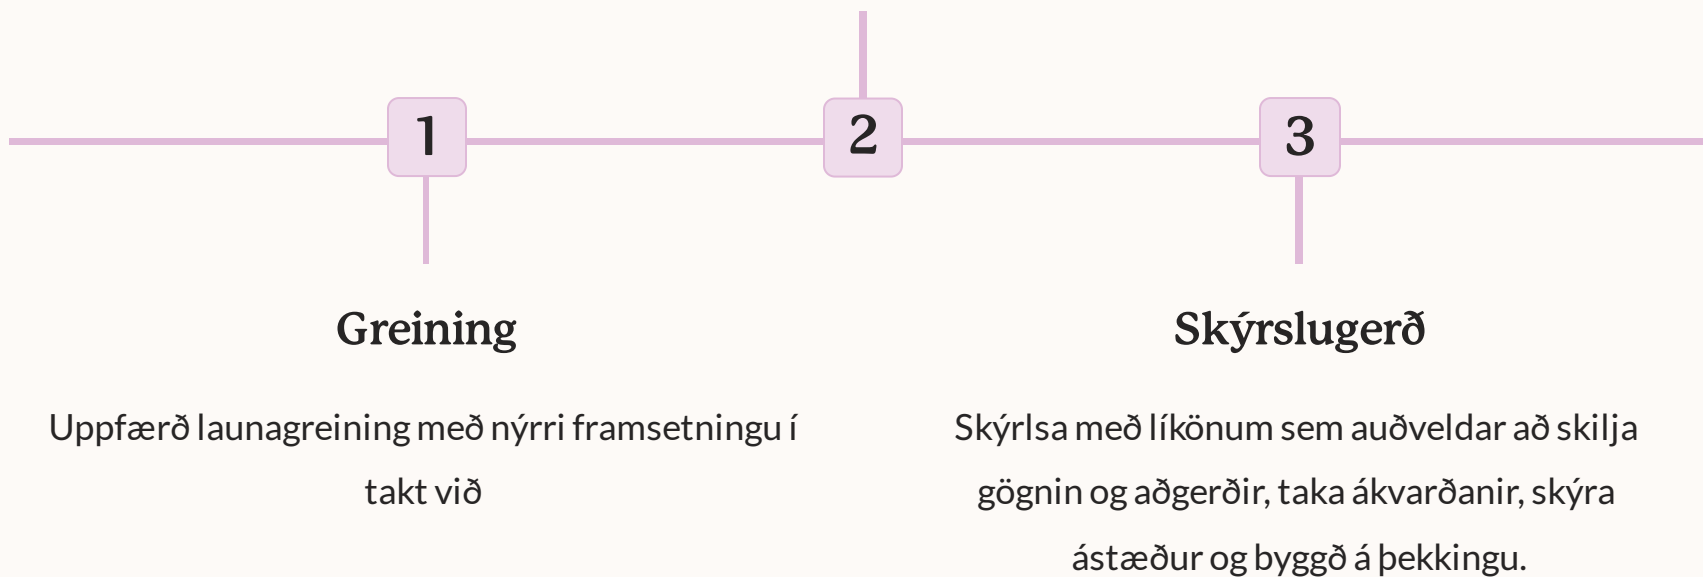 1
2
3
Greining
Uppfærð launagreining með nýrri framsetningu í
takt við
Skýrslugerð
Skýrlsa með líkönum sem auðveldar að skilja
gögnin og aðgerðir, taka ákvarðanir, skýra
ástæður og byggð á þekkingu.